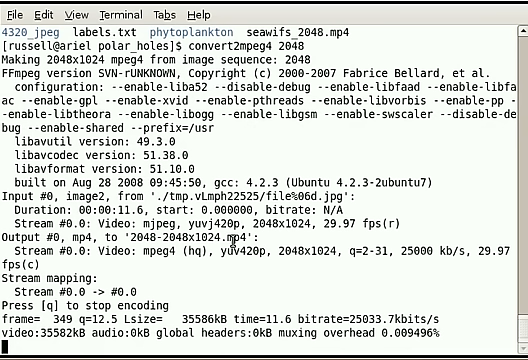 File Edit View Terminal Tabs Help
4320_jpeg labels.txt phytoplankton seawifs_2048.mp4
[russell@ariel polar_holes]$ convert2mpeg4 2048
Making 2048x1024 mpeg4 from image sequence: 2048
FFmpeg version SVN-rUNKNOWN, Copyright (c) 2000-2007 Fabrice Bellard, et al.
configuration: --enable-liba52 --disable-debug --enable-libfaad --enable-libfa
ac --enable-gpl --enable-xvid --enable-pthreads --enable-libvorbis --enable-pp -
-enable-libtheora --enable-libogg --enable-libgsm --enable-swscaler --disable-de
bug --enable-shared --prefix=/usr
libavutil version: 49.3.0
libavcodec version: 51.38.0
libavformat version: 51.10.0
built on Aug 28 2008 09:45:50, gcc: 4.2.3 (Ubuntu 4.2.3-2ubuntu7)
Input #0, image2, from './tmp.vLmph22525/file%06d.jpg':
Duration: 00:00:11.6, start: 0.000000, bitrate: N/A
Stream #0.0: Video: mjpeg, yuvj420p, 2048x1024, 29.97 fps(r)
Output #0, mp4, to '2048-2048x1024.mp4':
Stream #0.0: Video: mpeg4 (hq), yuv420p, 2048x1024, q=2-31, 25000 kb/s, 29.97
fps(c)
Stream mapping:
Stream #0.0 -> #0.0
Press [q] to stop encoding
frame= 349 q=12.5 Lsize= 35586kB time=11.6 bitrate=25033.7kbits/s
video:35582kB audio:0kB global headers:0kB muxing overhead 0.009496%